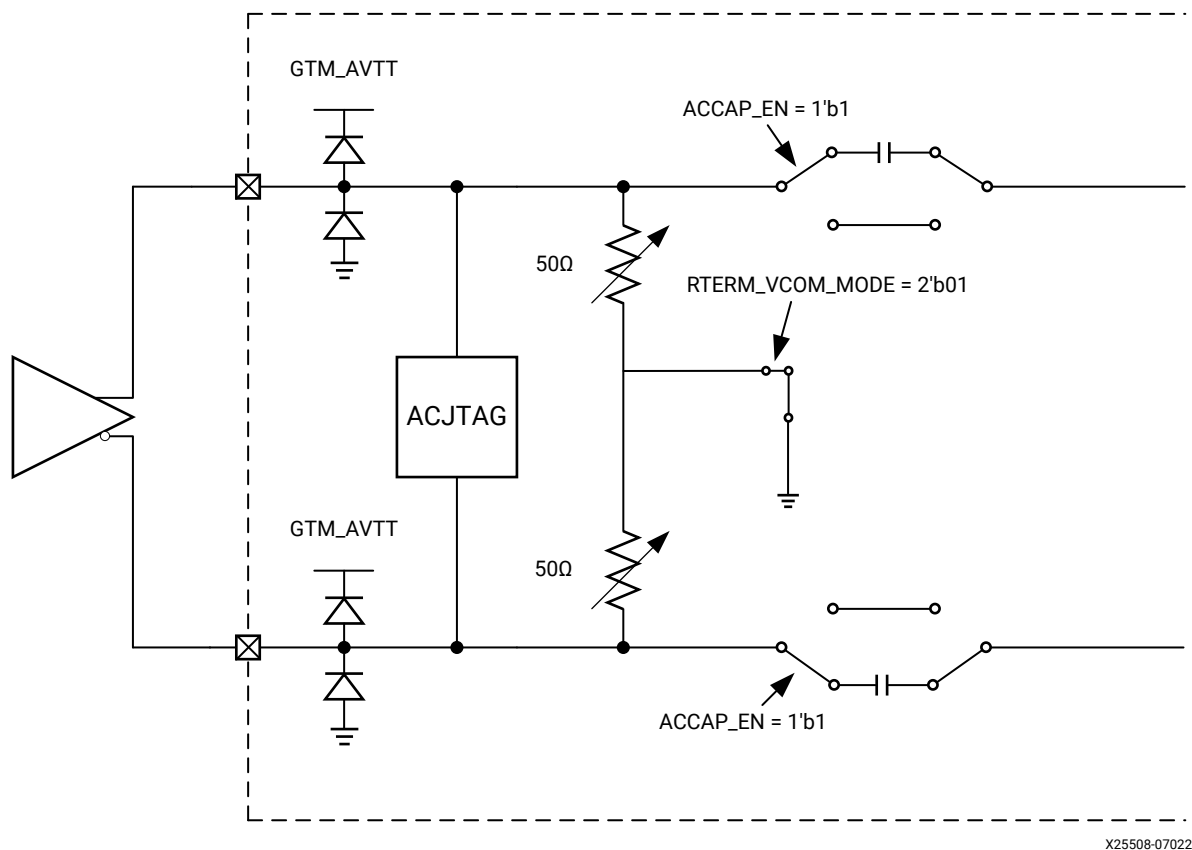 GTM_AVTT
ACCAP_EN = 1'b1
50Ω
RTERM_VCOM_MODE = 2'b01
ACJTAG
GTM_AVTT
50Ω
ACCAP_EN = 1'b1
X25508-07022